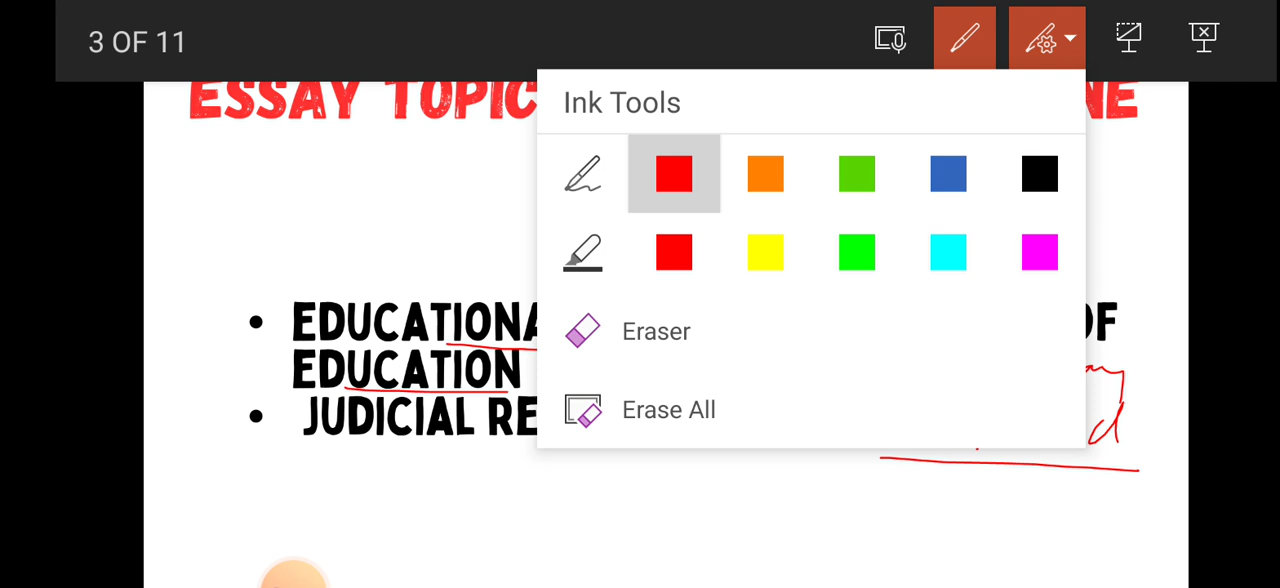 3 OF 11
ESSAY TOPIC
NE
Ink Tools
EDUCATIONA
OF
EDUCATION
JUDICIAL RE
Eraser
Erase All